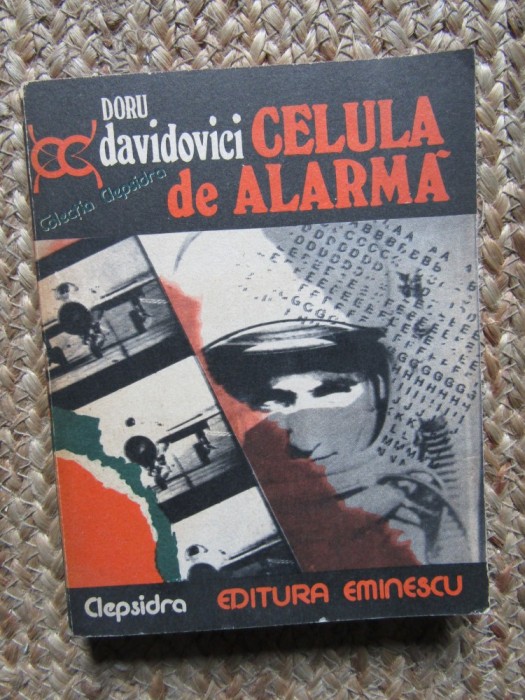 DORU
davidovici CELULA
de ALARMĂ
Colecția Clepsidra
Clepsidra EDITURA EMINESCU